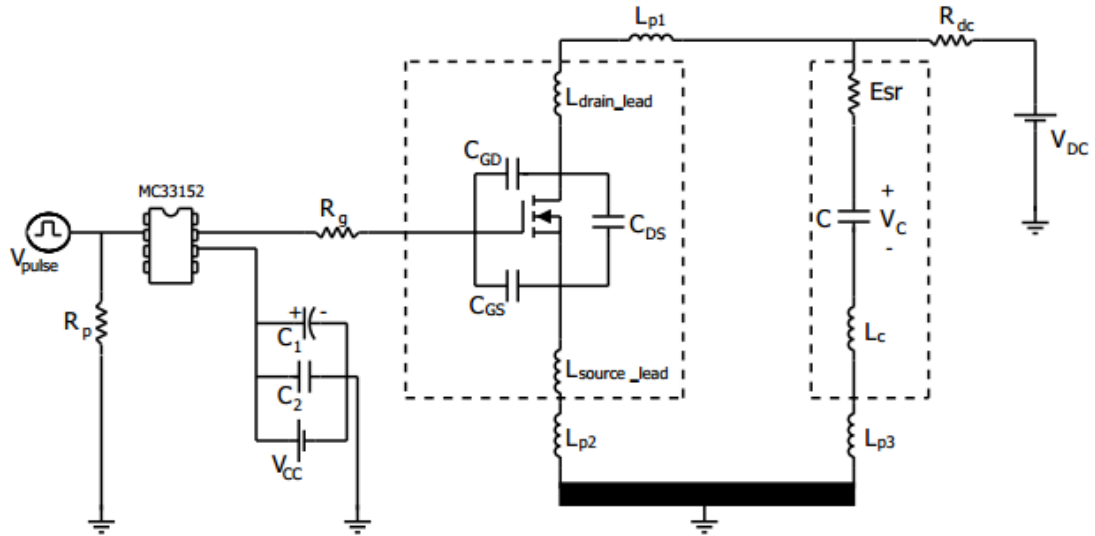 Lp1
Rdc
Ldrain_lead
Esr
VDC
CGD
MC33152
Rg
CDS
C
+
VC
-
Vpulse
CGS
Rp
+ -
C1
Lsource_lead
Lc
C2
Lp2
Lp3
VCC